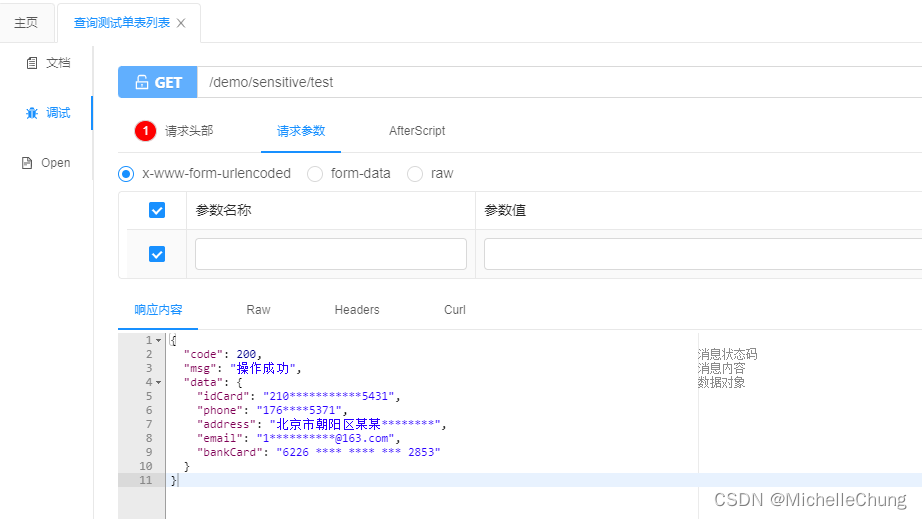 主页
查询测试单表列表
文档
调试
Open
GET /demo/sensitive/test
1 请求头部 请求参数 AfterScript
x-www-form-urlencoded form-data raw
参数名称 参数值
响应内容 Raw Headers Curl
1 {
2 "code": 200, 消息状态码
3 "msg": "操作成功", 消息内容
4 "data": { 数据对象
5 "idCard": "210***********5431",
6 "phone": "176****5371",
7 "address": "北京市朝阳区某某********",
8 "email": "1**********@163.com",
9 "bankCard": "6226 **** **** *** 2853"
10 }
11 }
CSDN @MichelleChung